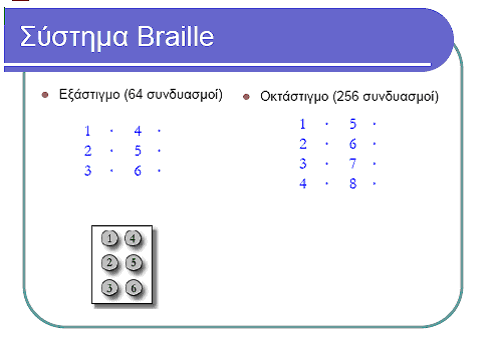 Σύστημα Braille
Εξάστιγμο (64 συνδυασμοί)
1 · 4 ·
2 · 5 ·
3 · 6 ·
Οκτάστιγμο (256 συνδυασμοί)
1 · 5 ·
2 · 6 ·
3 · 7 ·
4 · 8 ·
1 4
2 5
3 6